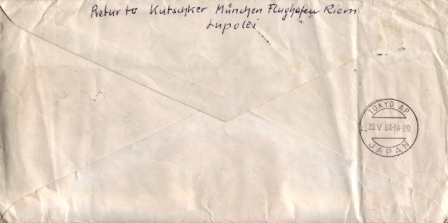 Return to Kutschker München Flughafen Riem
Lupolei
TOKYO AP
22.V.64.18-20
JAPAN